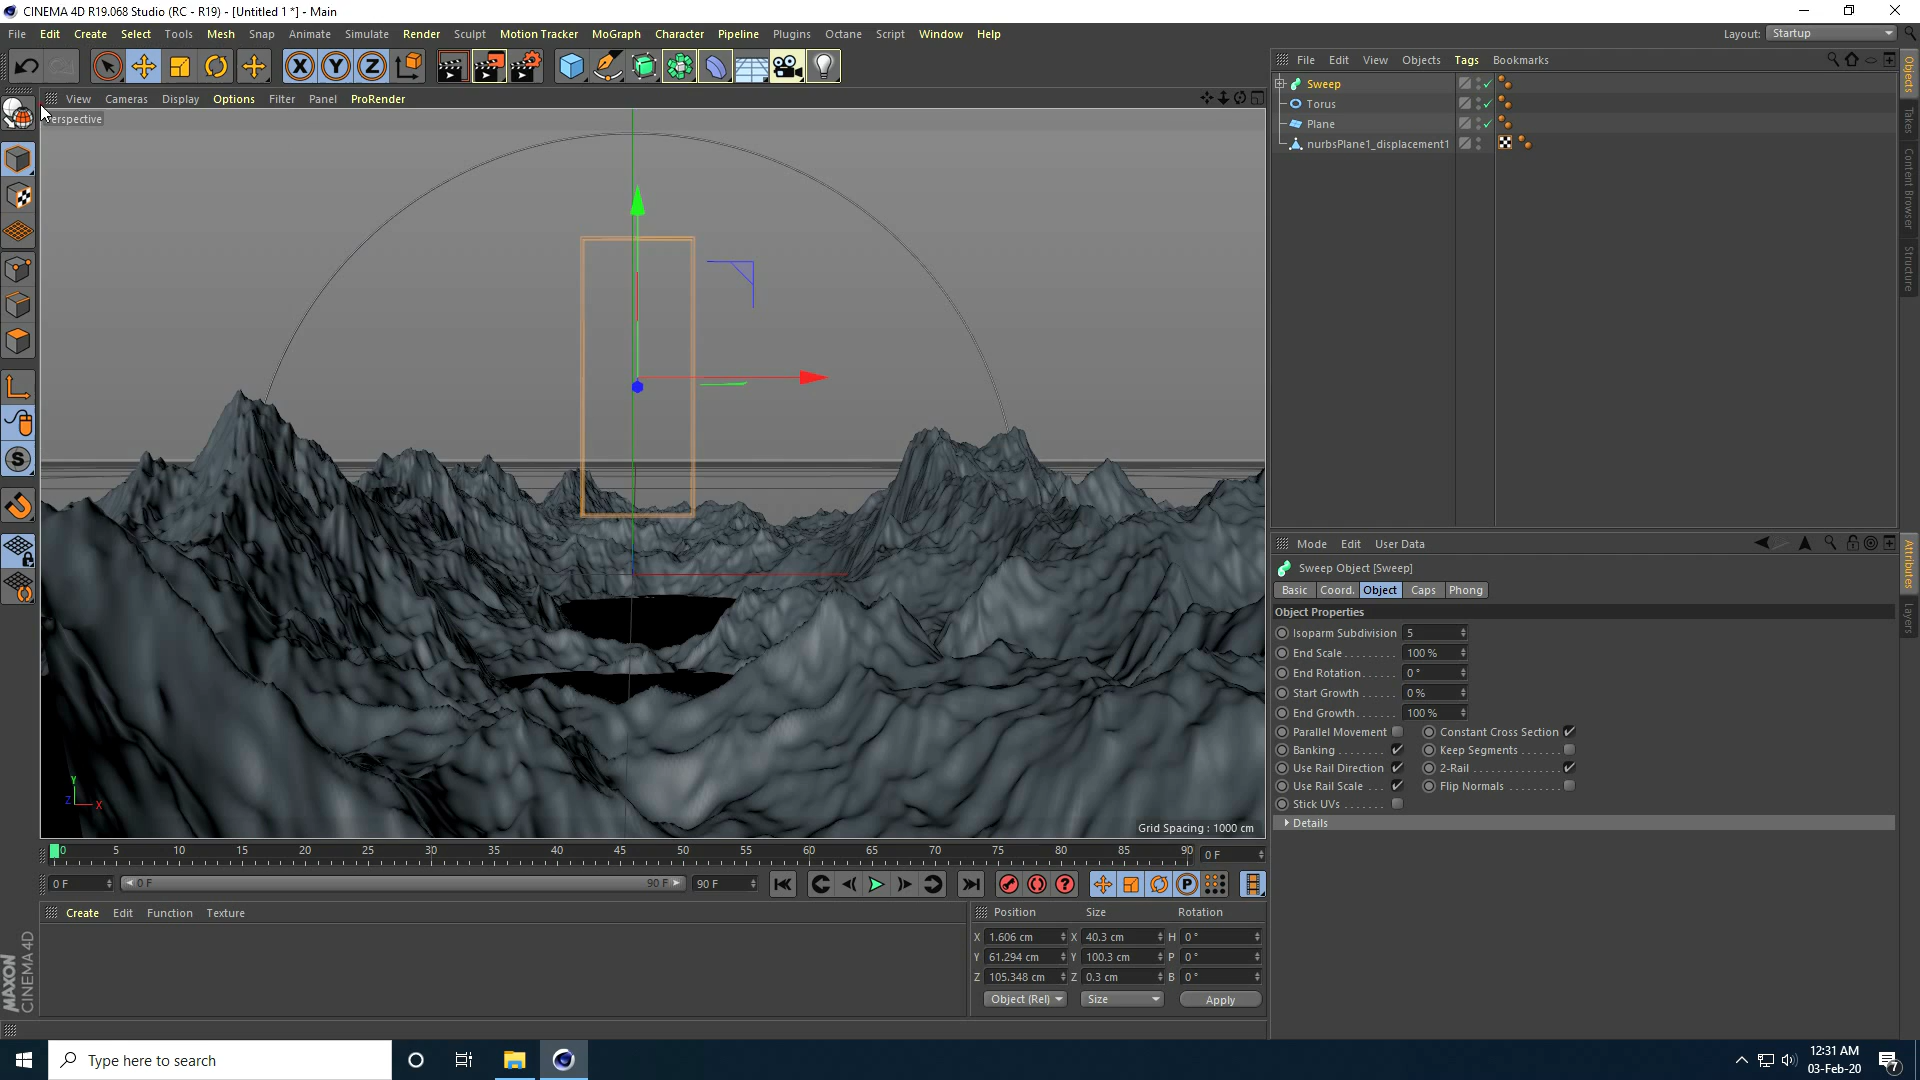 CINEMA 4D R19.068 Studio (RC - R19) - [Untitled 1 *] - Main
File Edit Create Select Tools Mesh Snap Animate Simulate Render Sculpt Motion Tracker MoGraph Character Pipeline Plugins Octane Script Window Help
Layout: Startup
X Y Z
File Edit View Objects Tags Bookmarks
View Cameras Display Options Filter Panel ProRender
erspective
Sweep
Torus
Plane
nurbsPlane1_displacement1
Objects
Takes
Content Browser
Structure
Mode Edit User Data
Sweep Object [Sweep]
Basic Coord. Object Caps Phong
Object Properties
Isoparm Subdivision 5
End Scale......... 100 %
End Rotation...... 0 °
Start Growth...... 0 %
End Growth....... 100 %
Parallel Movement Constant Cross Section
Banking ........ Keep Segments ......
Use Rail Direction 2-Rail ................
Use Rail Scale ... Flip Normals .........
Stick UVs .......
Details
Attributes
Layers
Y
Z X
Grid Spacing : 1000 cm
0 5 10 15 20 25 30 35 40 45 50 55 60 65 70 75 80 85 90 0 F
0 F 0 F 90 F 90 F
P
Create Edit Function Texture
Position Size Rotation
X 1.606 cm X 40.3 cm H 0 °
Y 61.294 cm Y 100.3 cm P 0 °
Z 105.348 cm Z 0.3 cm B 0 °
Object (Rel) Size Apply
MAXON
CINEMA 4D
Type here to search
12:31 AM
03-Feb-20
7